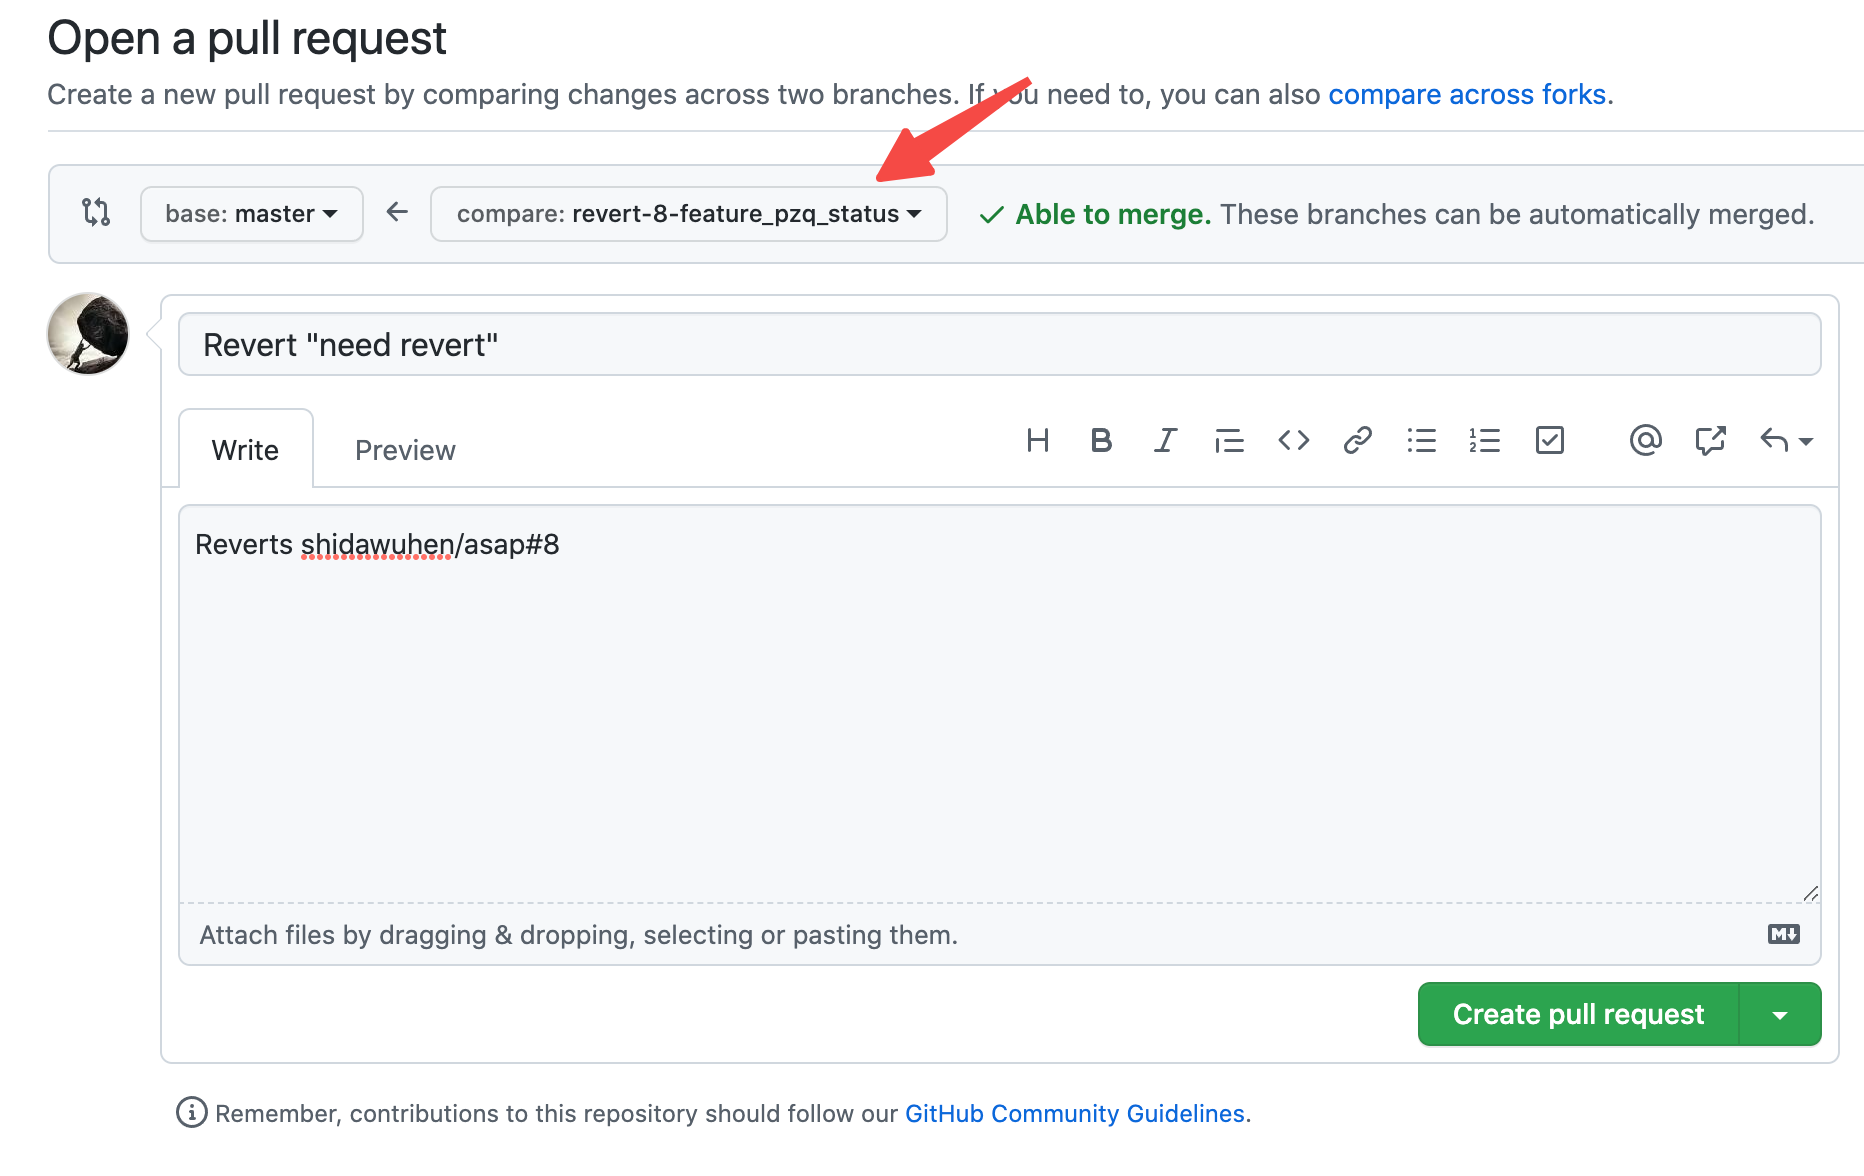 Open a pull request
Create a new pull request by comparing changes across two branches. If you need to, you can also compare across forks.
base: master compare: revert-8-feature_pzq_status Able to merge. These branches can be automatically merged.
Revert "need revert"
Write Preview
Reverts shidawuhen/asap#8
Attach files by dragging & dropping, selecting or pasting them.
Create pull request
Remember, contributions to this repository should follow our GitHub Community Guidelines.